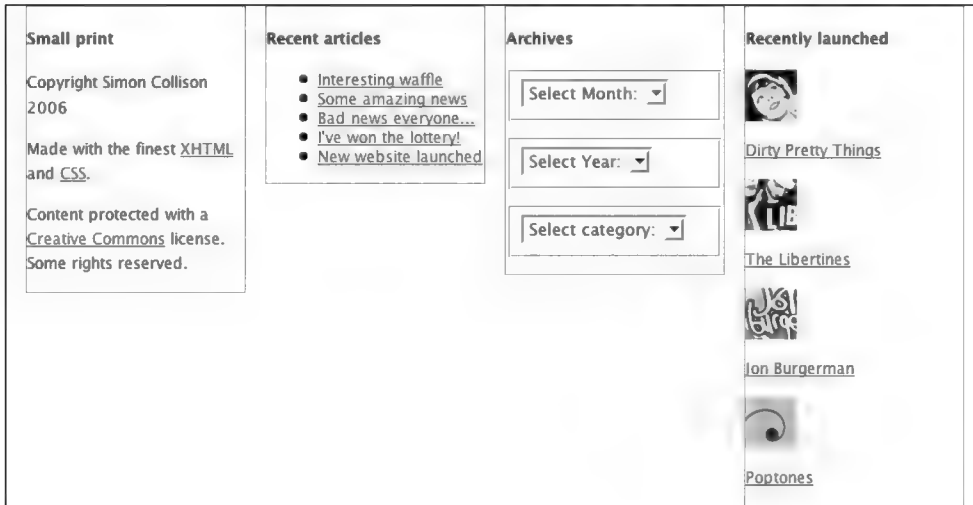 Small print
Copyright Simon Collison
2006
Made with the finest XHTML
and CSS.
Content protected with a
Creative Commons license.
Some rights reserved.
Recent articles
Interesting waffle
Some amazing news
Bad news everyone...
I've won the lottery!
New website launched
Archives
Select Month:
Select Year:
Select category:
Recently launched
Dirty Pretty Things
LIB
The Libertines
Jon Burgerman
Poptones